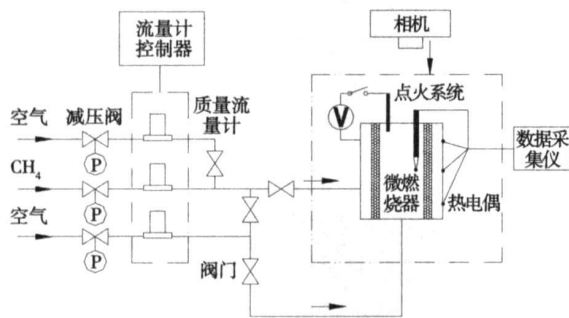 流量计
控制器
相机
空气
减压阀
质量流
量计
点火系统
V
P
CH₄
数据采
集仪
微燃
烧器
热电偶
P
空气
P
阀门